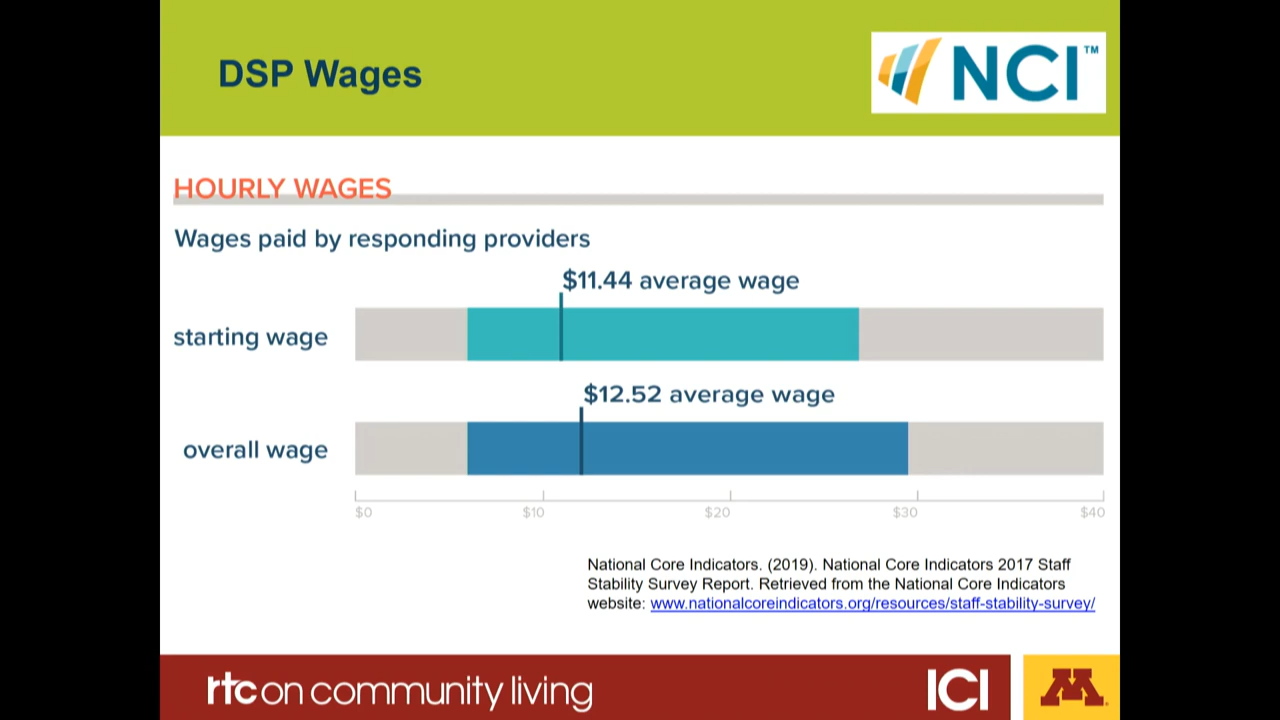 DSP Wages
NCI™
HOURLY WAGES
Wages paid by responding providers
$11.44 average wage
starting wage
$12.52 average wage
overall wage
$0 $10 $20 $30 $40
National Core Indicators. (2019). National Core Indicators 2017 Staff
Stability Survey Report. Retrieved from the National Core Indicators
website: www.nationalcoreindicators.org/resources/staff-stability-survey/
rtc on community living
ICI
M